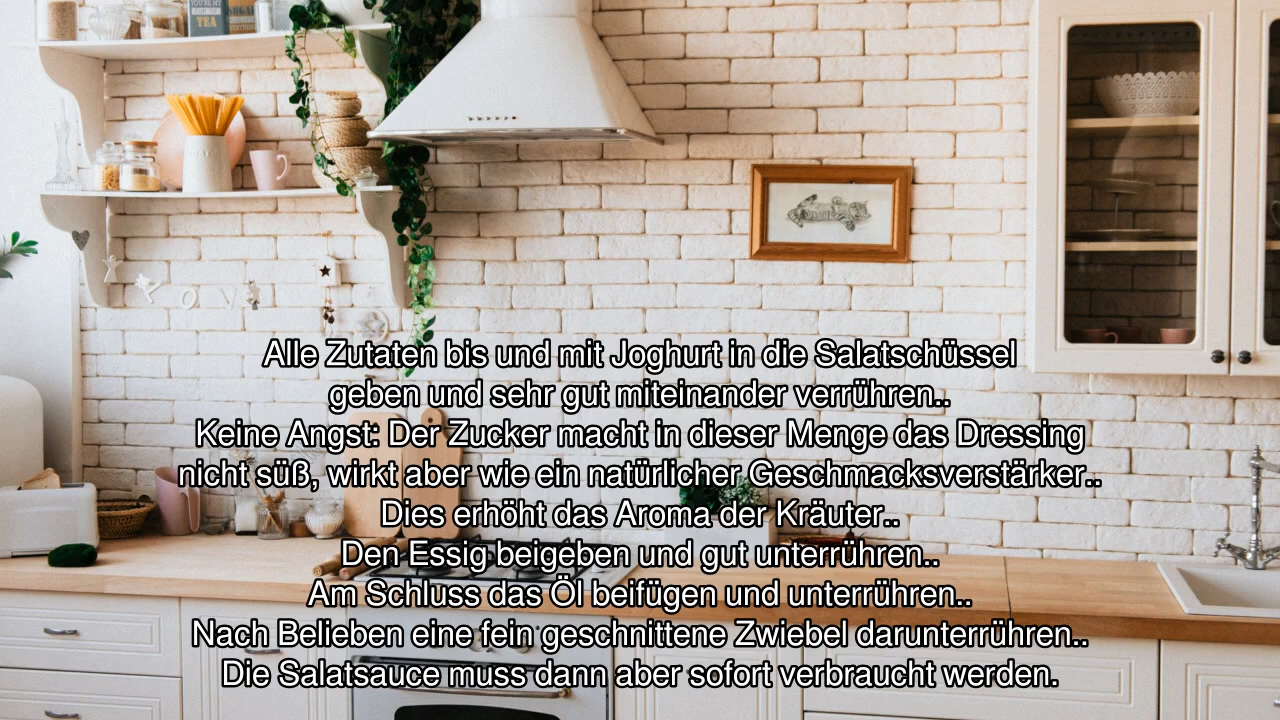 TEA
SUGAR
Alle Zutaten bis und mit Joghurt in die Salatschüssel
geben und sehr gut miteinander verrühren..
Keine Angst: Der Zucker macht in dieser Menge das Dressing
nicht süß, wirkt aber wie ein natürlicher Geschmacksverstärker..
Dies erhöht das Aroma der Kräuter..
Den Essig beigeben und gut unterrühren..
Am Schluss das Öl beifügen und unterrühren..
Nach Belieben eine fein geschnittene Zwiebel darunterrühren..
Die Salatsauce muss dann aber sofort verbraucht werden.